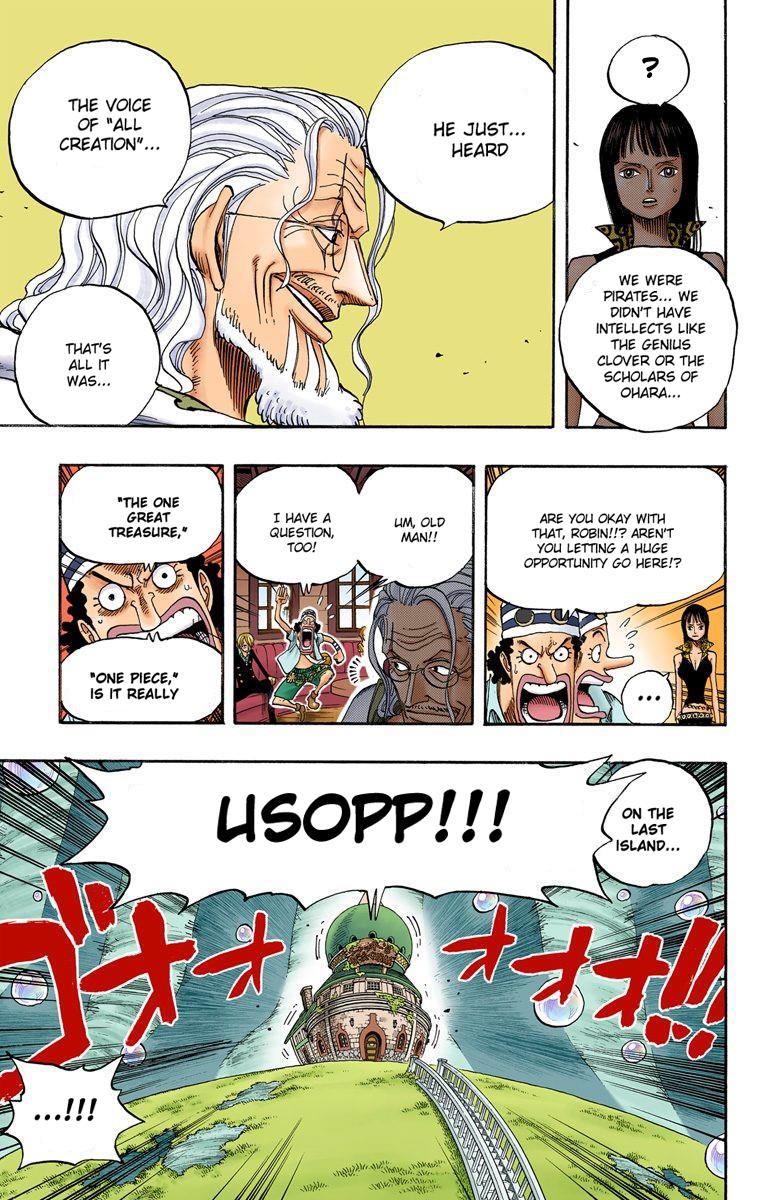 ?
WE WERE
PIRATES... WE
DIDN'T HAVE
INTELLECTS LIKE
THE GENIUS
CLOVER OR THE
SCHOLARS OF
OHARA...
HE JUST...
HEARD
THE VOICE
OF "ALL
CREATION"...
THAT'S
ALL IT
WAS...
ARE YOU OKAY WITH
THAT, ROBIN!!? AREN'T
YOU LETTING A HUGE
OPPORTUNITY GO HERE!?
...
UM, OLD
MAN!!
I HAVE A
QUESTION,
TOO!
"THE ONE
GREAT
TREASURE,"
"ONE PIECE,"
IS IT REALLY
ON THE
LAST
ISLAND...
USOPP!!!
ゴオオオオオ!!!
...!!!